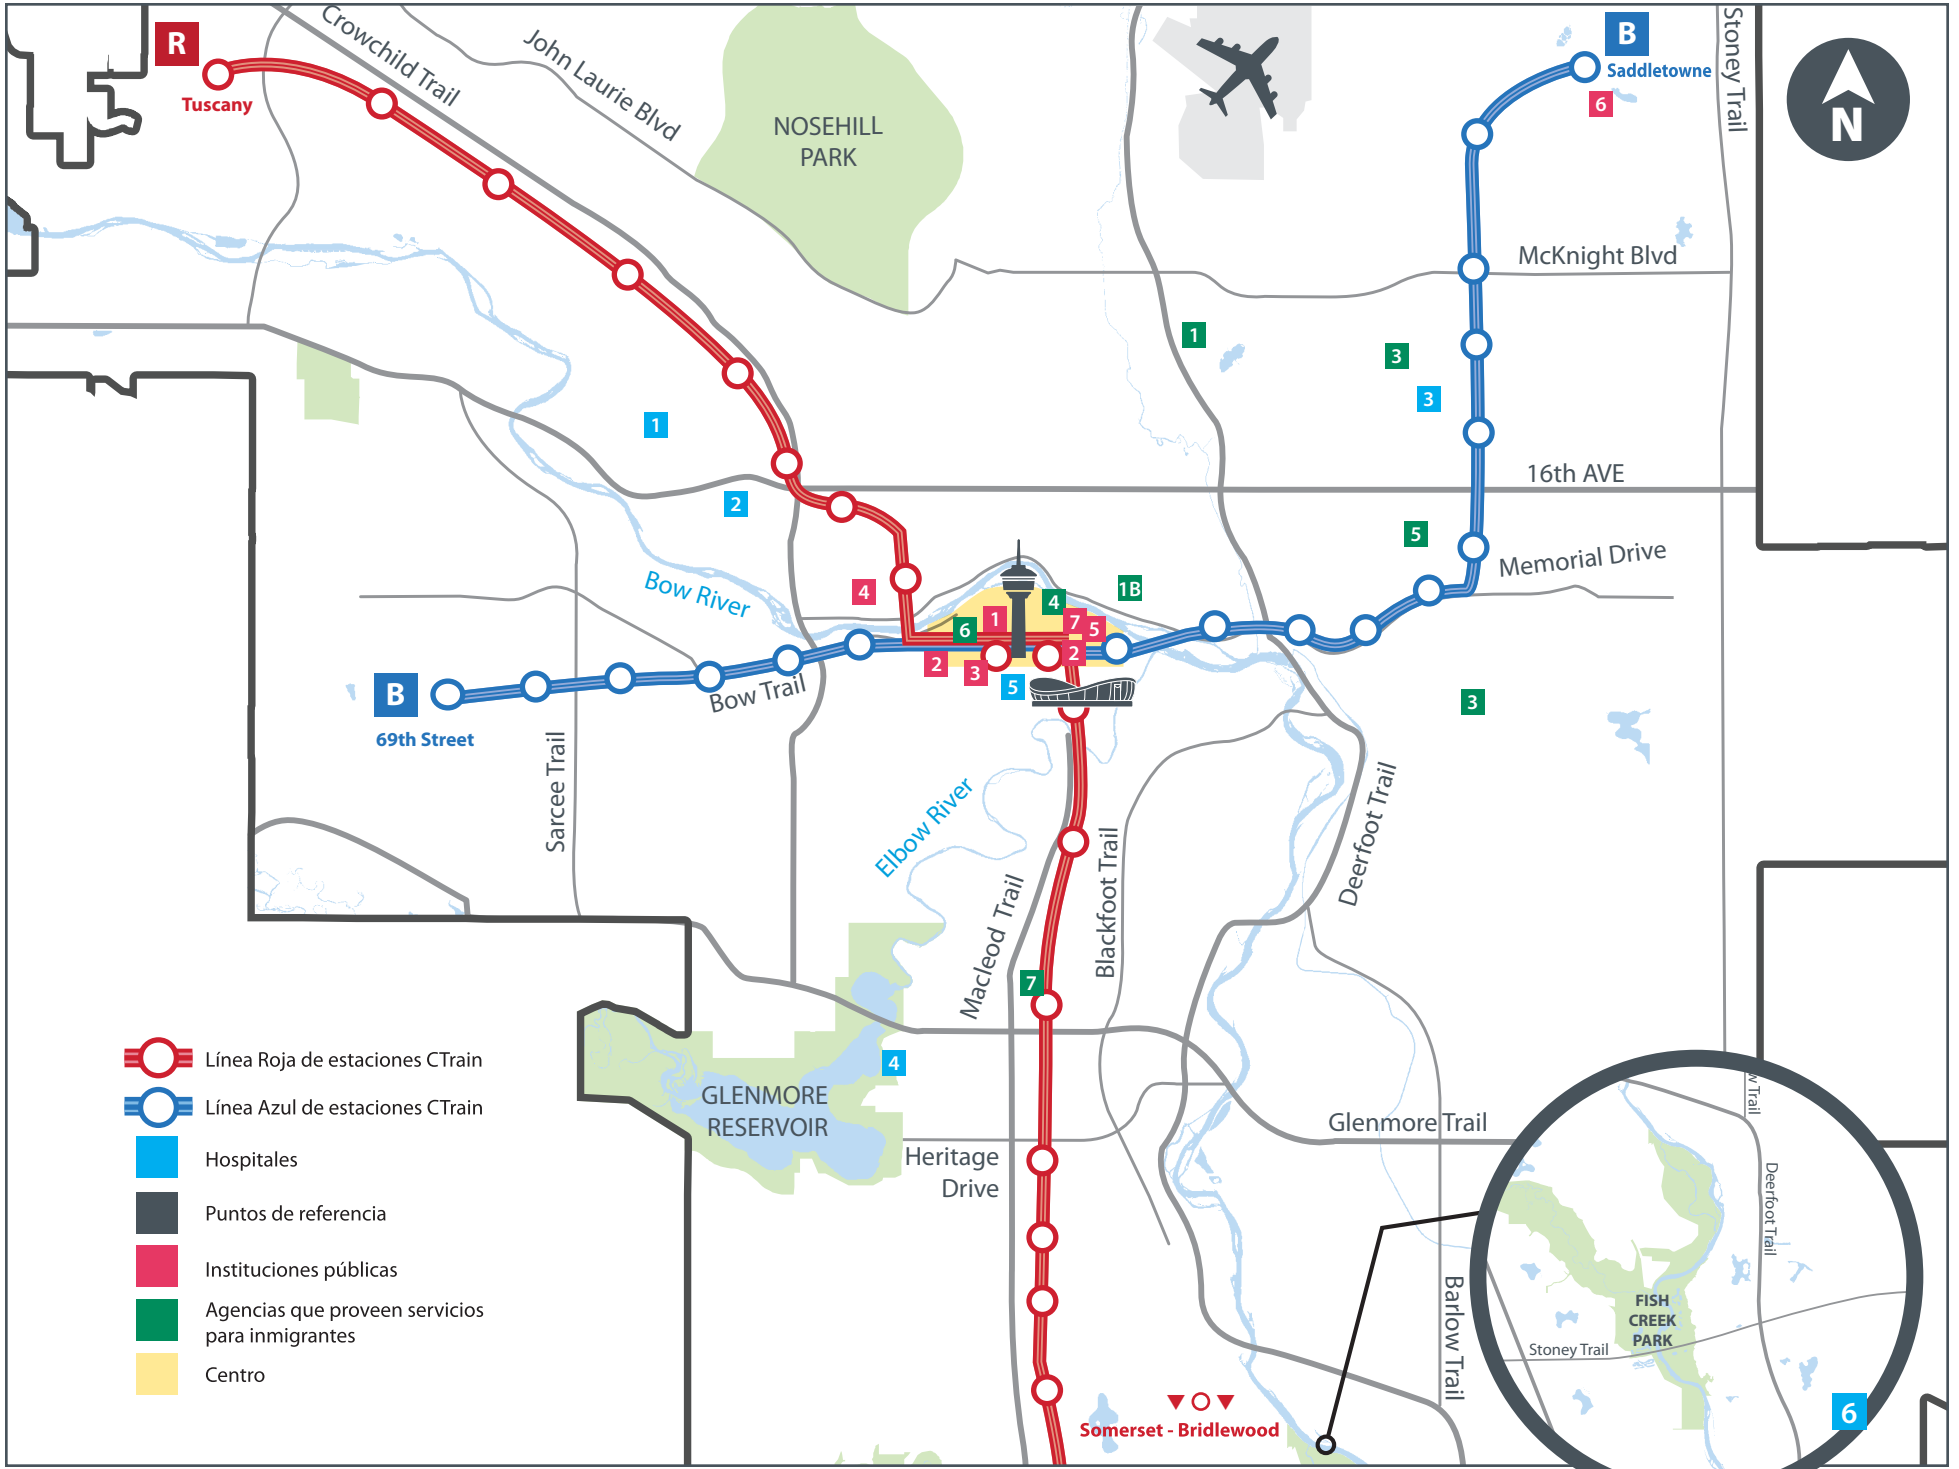 R
Tuscany
Crowchild Trail
John Laurie Blvd
NOSEHILL
PARK
B
Saddletowne
6
Stoney Trail
N
McKnight Blvd
1
3
3
1
16th AVE
2
5
Memorial Drive
Bow River
4
1B
4
1
7
5
6
2
2
3
5
B
69th Street
Bow Trail
3
Sarcee Trail
Elbow River
Deerfoot Trail
Macleod Trail
Blackfoot Trail
7
4
GLENMORE
RESERVOIR
Glenmore Trail
Heritage
Drive
Barlow Trail
Línea Roja de estaciones CTrain
Línea Azul de estaciones CTrain
Hospitales
Puntos de referencia
Instituciones públicas
Agencias que proveen servicios
para inmigrantes
Centro
Somerset - Bridlewood
Trail
Deerfoot Trail
FISH
CREEK
PARK
Stoney Trail
6